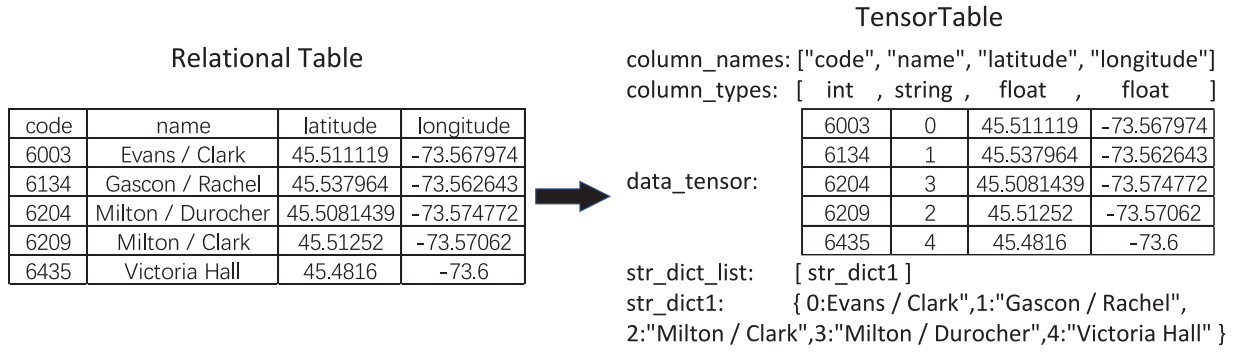 Relational Table
code name latitude longitude
6003 Evans / Clark 45.511119 -73.567974
6134 Gascon / Rachel 45.537964 -73.562643
6204 Milton / Durocher 45.5081439 -73.574772
6209 Milton / Clark 45.51252 -73.57062
6435 Victoria Hall 45.4816 -73.6
TensorTable
column_names: ["code", "name", "latitude", "longitude"]
column_types: [ int , string , float , float ]
data_tensor:
6003 0 45.511119 -73.567974
6134 1 45.537964 -73.562643
6204 3 45.5081439 -73.574772
6209 2 45.51252 -73.57062
6435 4 45.4816 -73.6
str_dict_list: [ str_dict1 ]
str_dict1: { 0:Evans / Clark",1:"Gascon / Rachel",
2:"Milton / Clark",3:"Milton / Durocher",4:"Victoria Hall" }